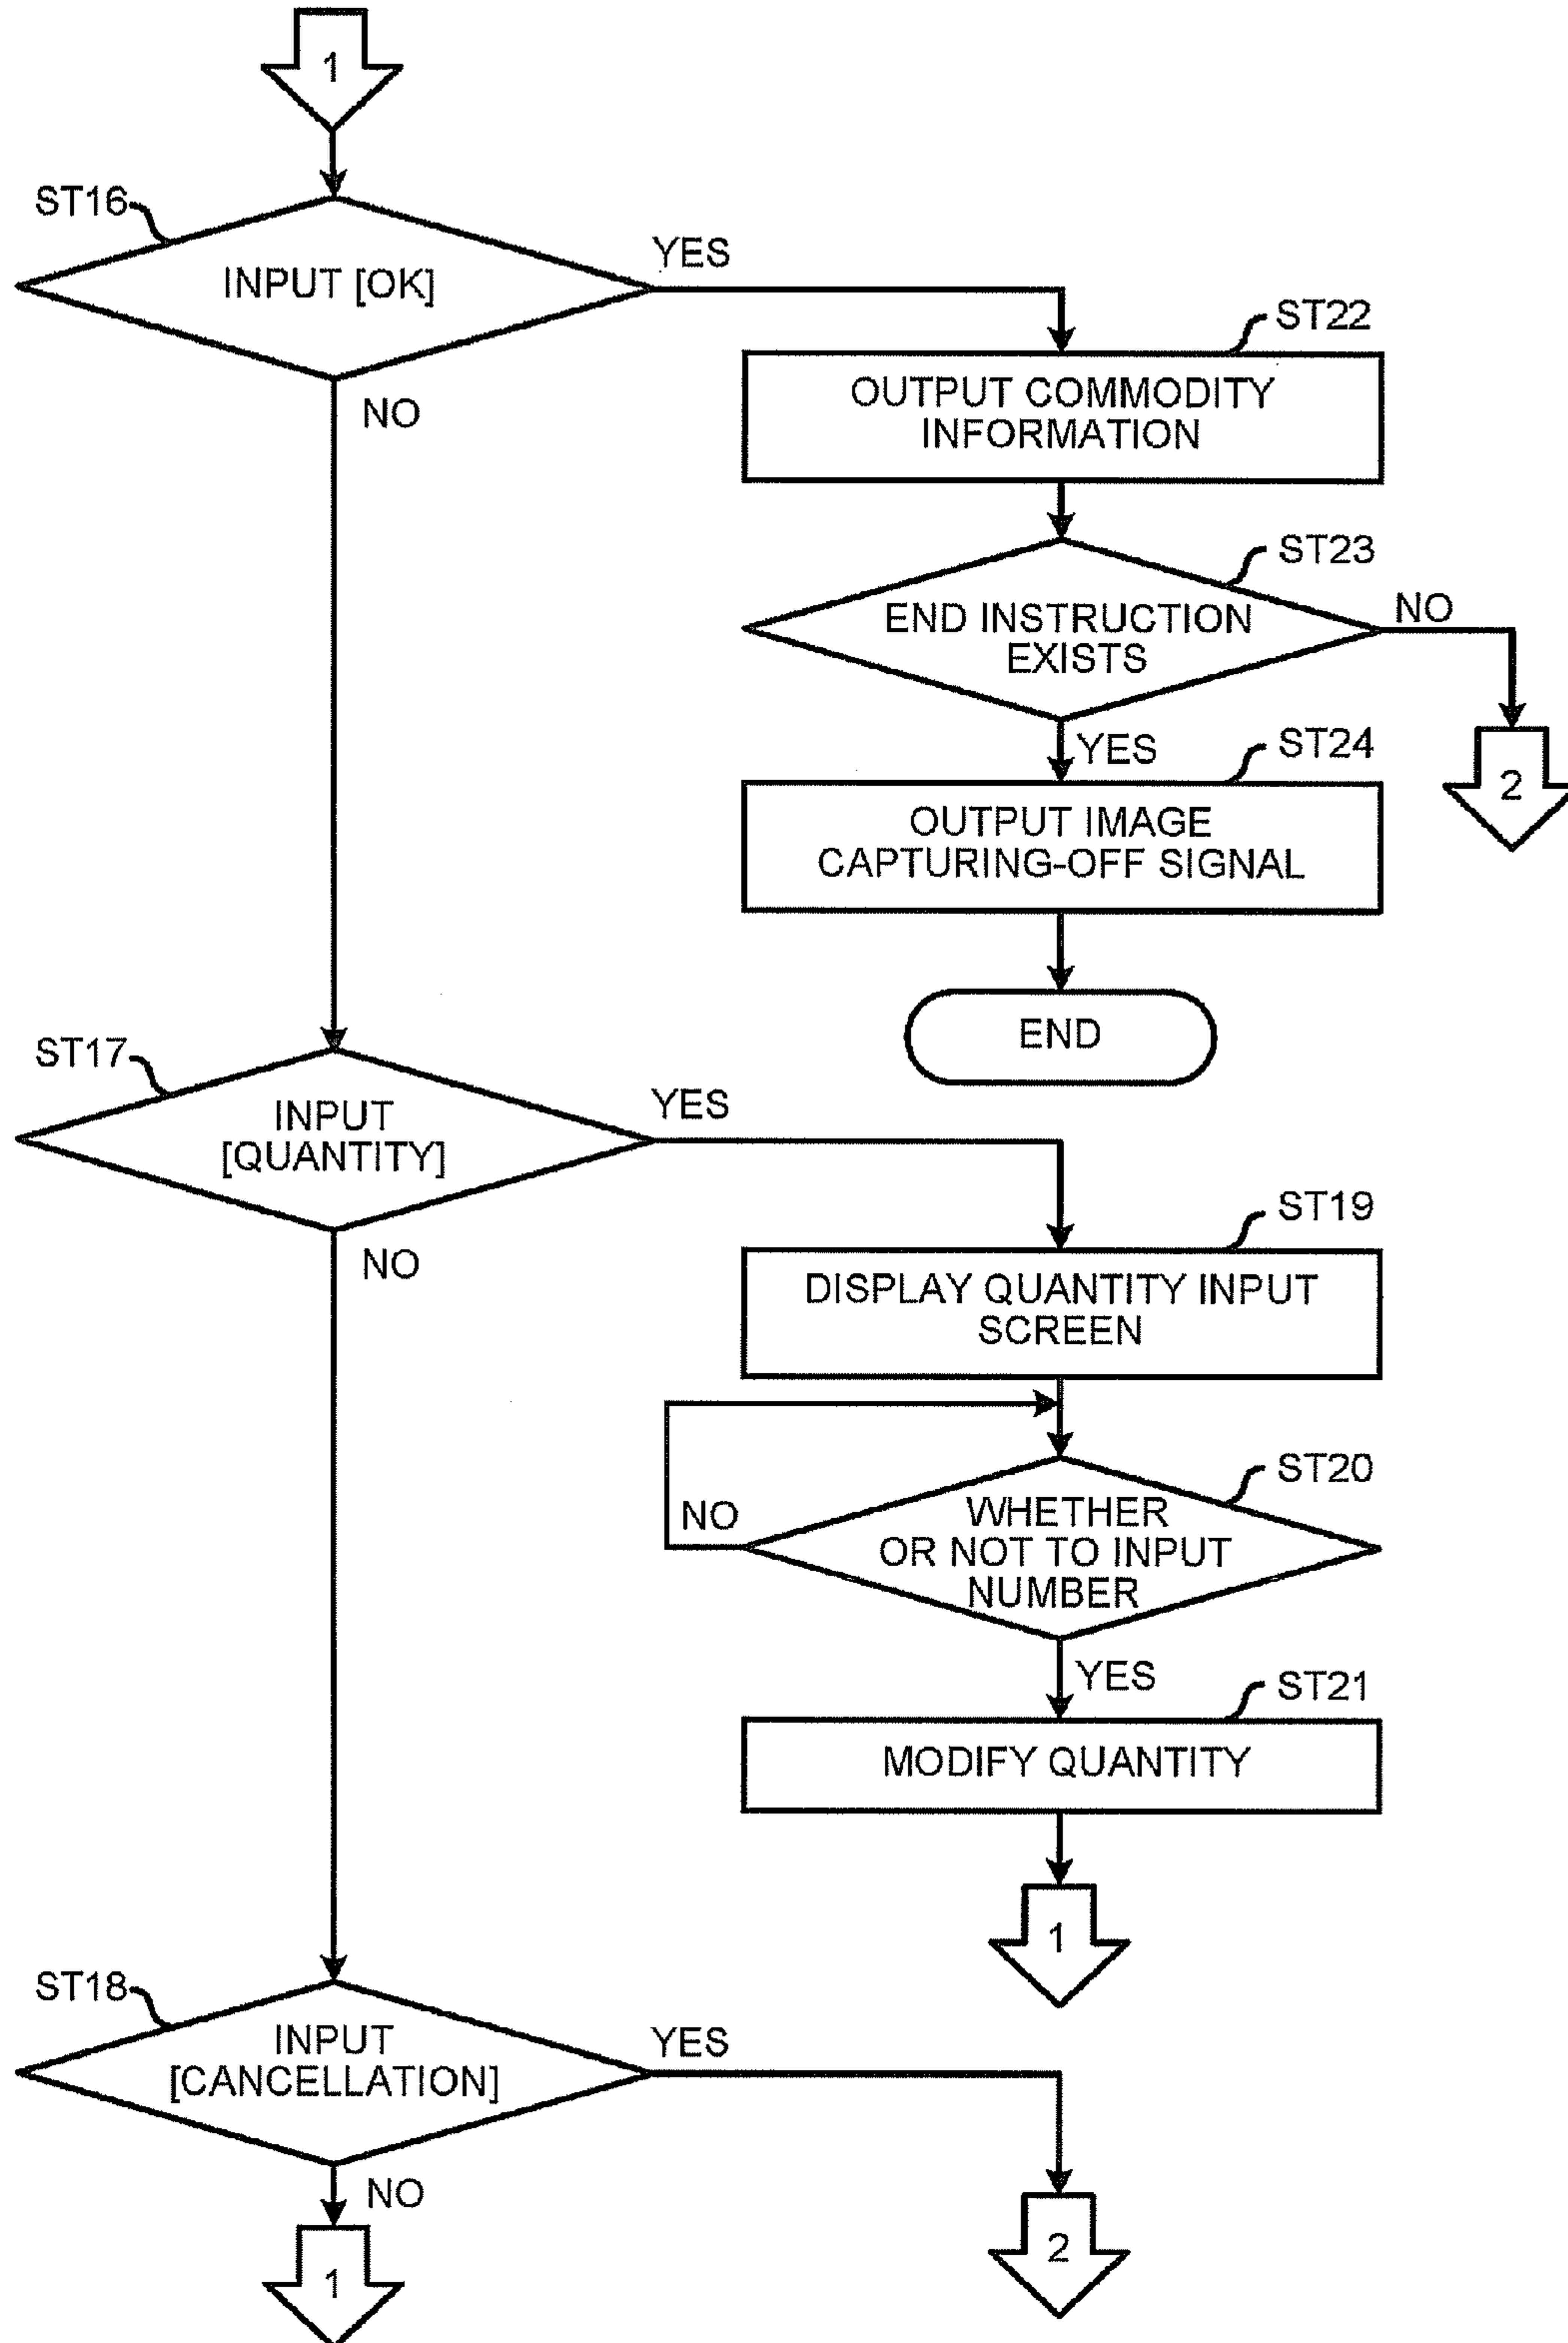 1
ST16
INPUT [OK]
YES
NO
ST22
OUTPUT COMMODITY
INFORMATION
ST23
END INSTRUCTION
EXISTS
NO
2
YES
ST24
OUTPUT IMAGE
CAPTURING-OFF SIGNAL
END
ST17
INPUT
[QUANTITY]
YES
NO
ST19
DISPLAY QUANTITY INPUT
SCREEN
ST20
WHETHER
OR NOT TO INPUT
NUMBER
NO
YES
ST21
MODIFY QUANTITY
1
ST18
INPUT
[CANCELLATION]
YES
NO
2
1